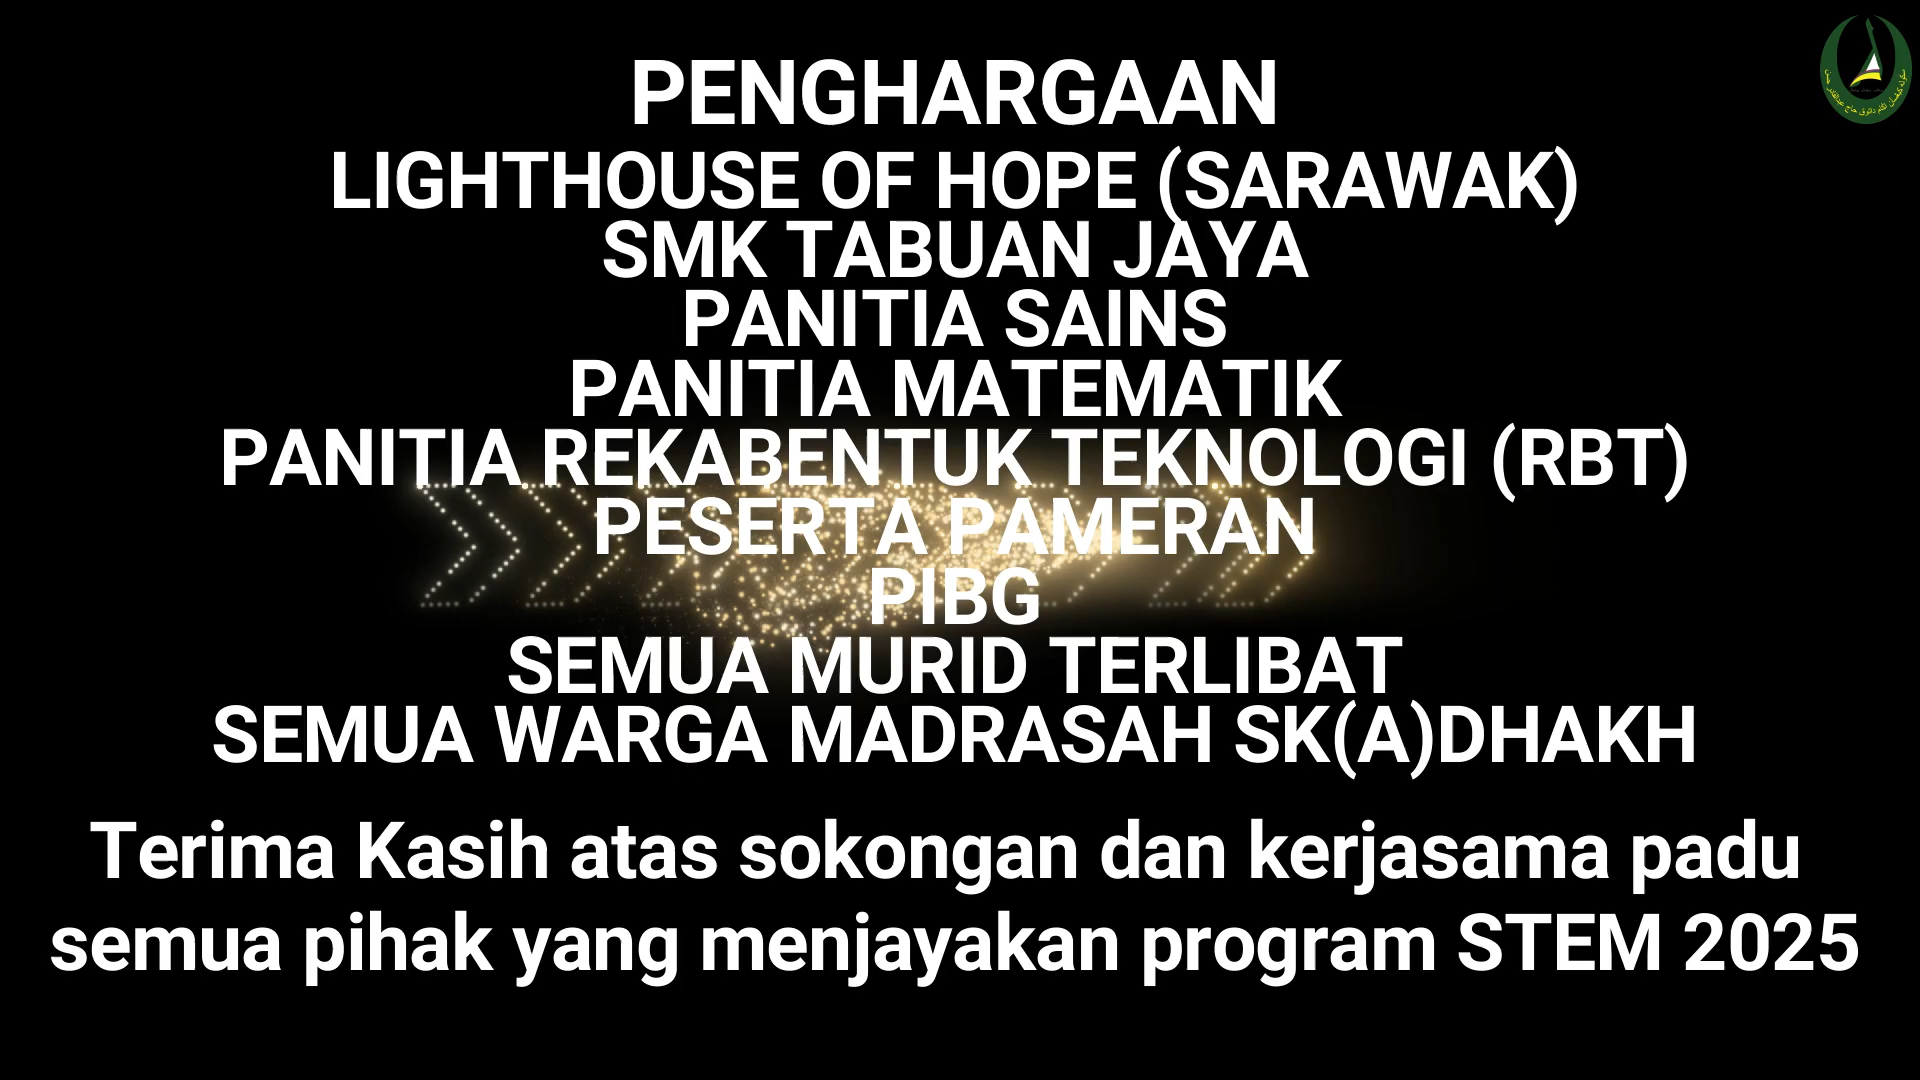 PENGHARGAAN
LIGHTHOUSE OF HOPE (SARAWAK)
SMK TABUAN JAYA
PANITIA SAINS
PANITIA MATEMATIK
PANITIA REKABENTUK TEKNOLOGI (RBT)
PESERTA PAMERAN
PIBG
SEMUA MURID TERLIBAT
SEMUA WARGA MADRASAH SK(A)DHAKH
Terima Kasih atas sokongan dan kerjasama padu
semua pihak yang menjayakan program STEM 2025